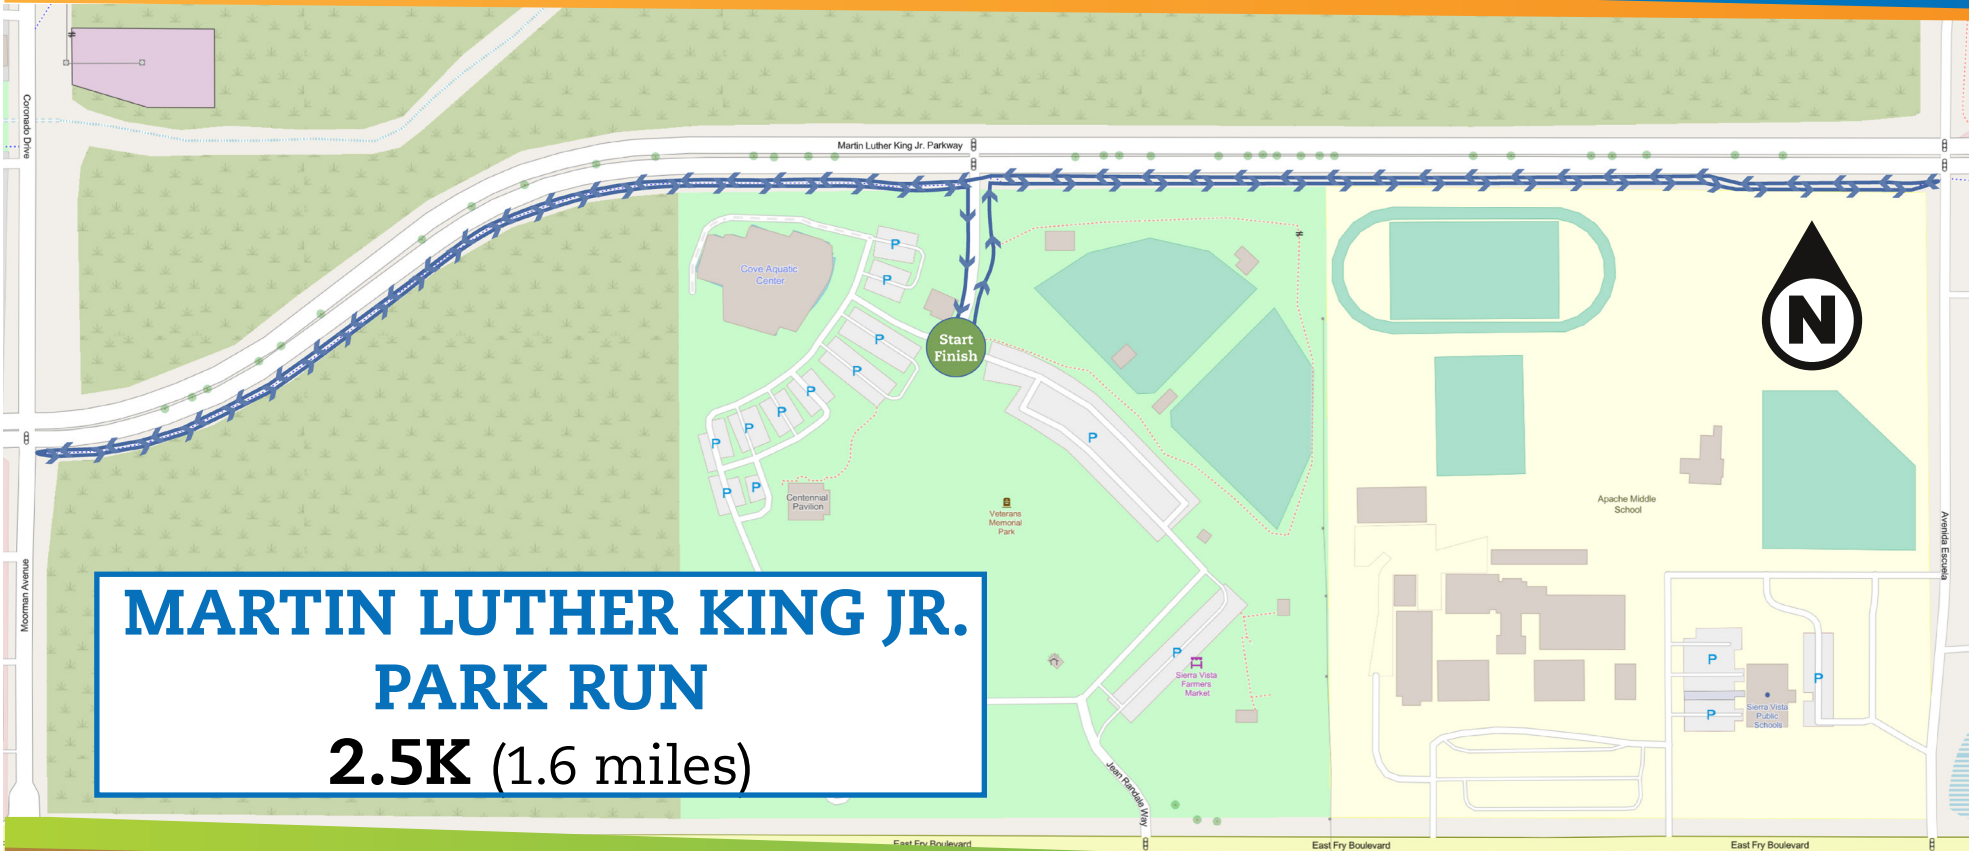 Coronado Drive
Martin Luther King Jr. Parkway
P
Cove Aquatic
Center
P
N
Start
Finish
P
P
P
P
P
P
P
P
P
Centennial
Pavilion
Veterans
Memorial
Park
Apache Middle
School
Avenida Escuela
Moorman Avenue
MARTIN LUTHER KING JR.
PARK RUN
2.5K (1.6 miles)
P
Sierra Vista
Farmers
Market
P
P
P
Sierra Vista
Public
Schools
Jean Randale Way
East Fry Boulevard
East Fry Boulevard
East Fry Boulevard